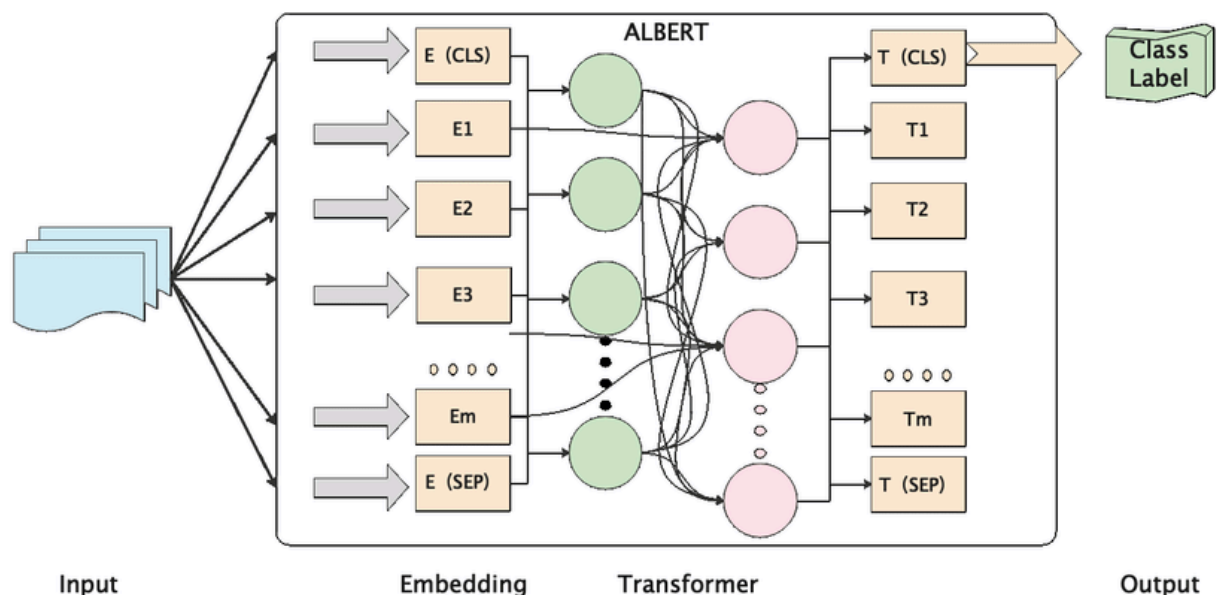 ALBERT
E (CLS)
E1
E2
E3
Em
E (SEP)
T (CLS)
T1
T2
T3
Tm
T (SEP)
Class
Label
Input
Embedding
Transformer
Output